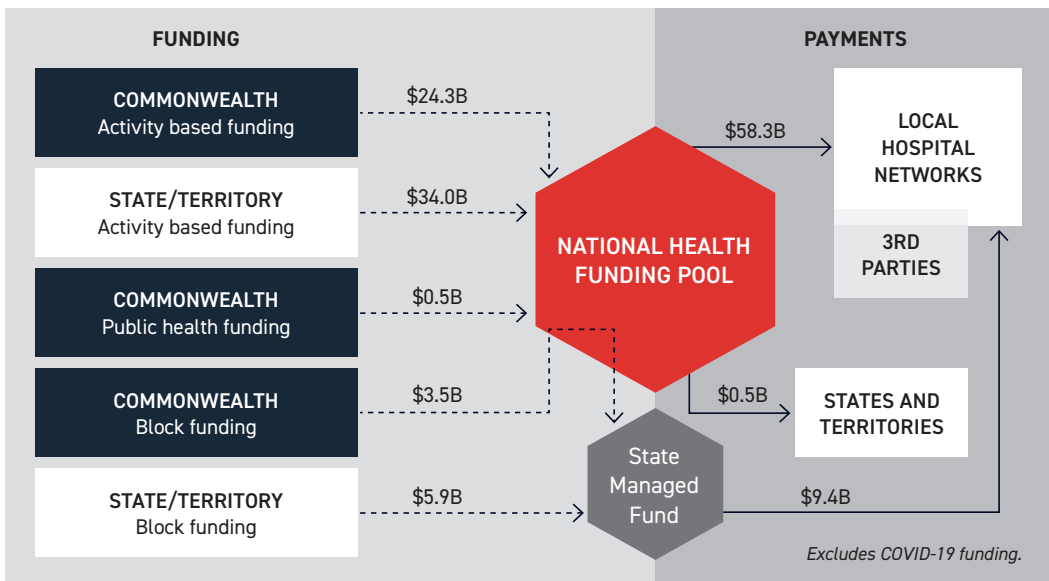 FUNDING
PAYMENTS
COMMONWEALTH
Activity based funding
$24.3B
STATE/TERRITORY
Activity based funding
$34.0B
COMMONWEALTH
Public health funding
$0.5B
COMMONWEALTH
Block funding
$3.5B
STATE/TERRITORY
Block funding
$5.9B
NATIONAL HEALTH
FUNDING POOL
State
Managed
Fund
$58.3B
LOCAL
HOSPITAL
NETWORKS
3RD
PARTIES
$0.5B
STATES AND
TERRITORIES
$9.4B
Excludes COVID-19 funding.